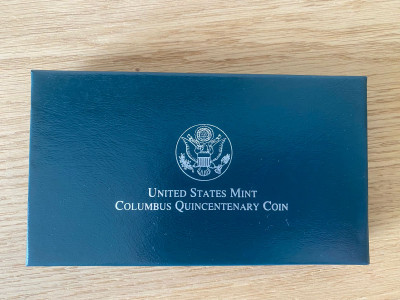 United States Mint
Columbus Quincentenary Coin